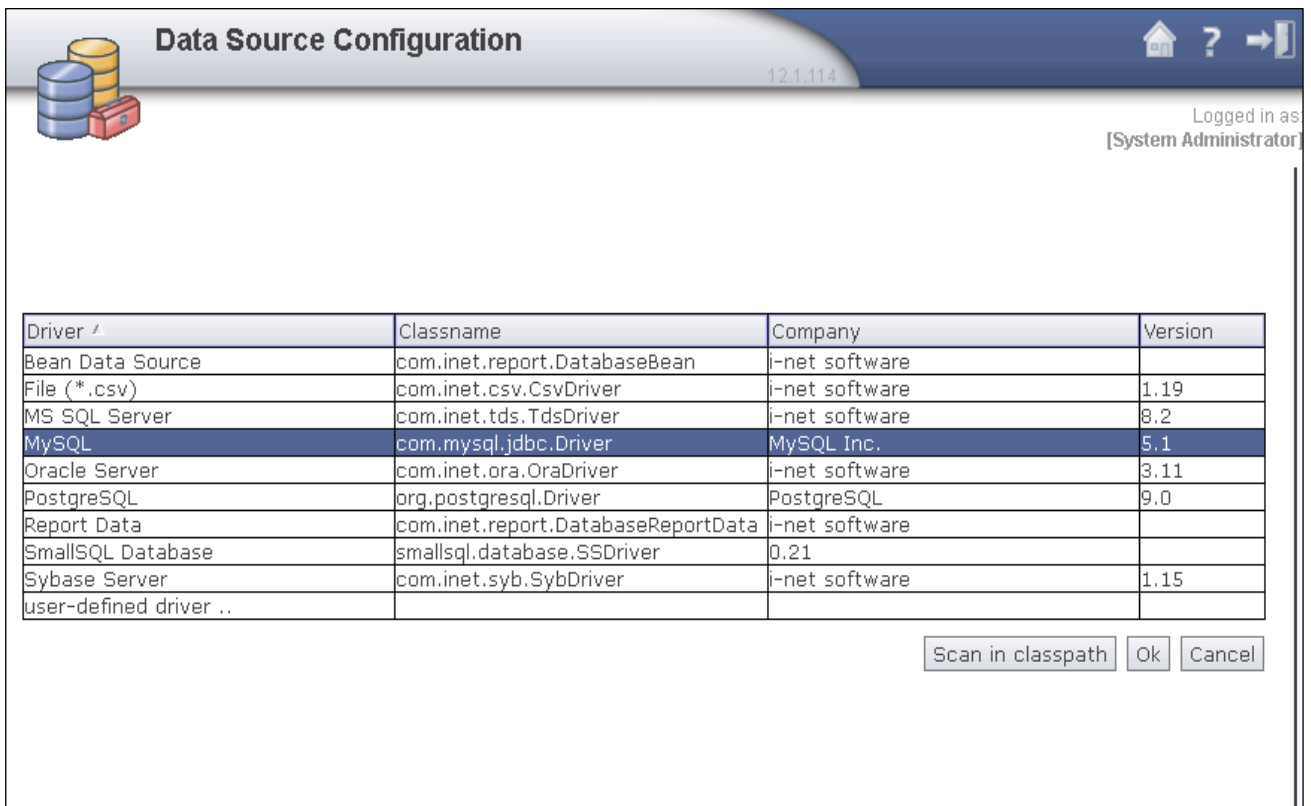 Data Source Configuration
?
12.1.114
Logged in as:
[System Administrator]
Driver Classname Company Version
Bean Data Source com.inet.report.DatabaseBean i-net software
File (*.csv) com.inet.csv.CsvDriver i-net software 1.19
MS SQL Server com.inet.tds.TdsDriver i-net software 8.2
MySQL com.mysql.jdbc.Driver MySQL Inc. 5.1
Oracle Server com.inet.ora.OraDriver i-net software 3.11
PostgreSQL org.postgresql.Driver PostgreSQL 9.0
Report Data com.inet.report.DatabaseReportData i-net software
SmallSQL Database smallsql.database.SSDriver 0.21
Sybase Server com.inet.syb.SybDriver i-net software 1.15
user-defined driver ..
Scan in classpath Ok Cancel